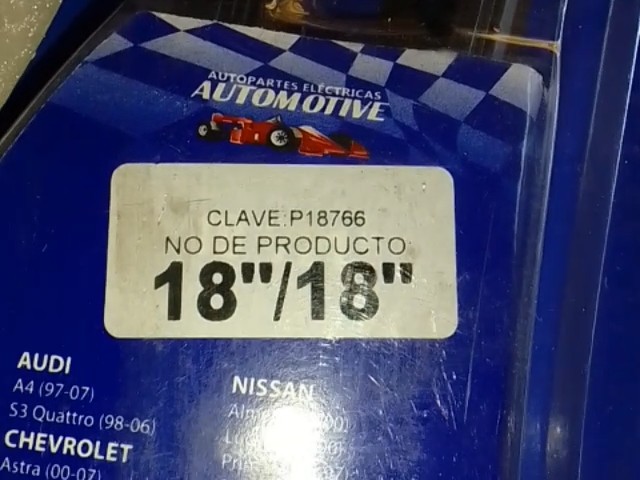 AUTOPARTES ELÉCTRICAS
AUTOMOTIVE
CLAVE:P18766
NO DE PRODUCTO:
18"/18"
AUDI
A4 (97-07)
S3 Quattro (98-06)
CHEVROLET
Astra (00-07)
NISSAN